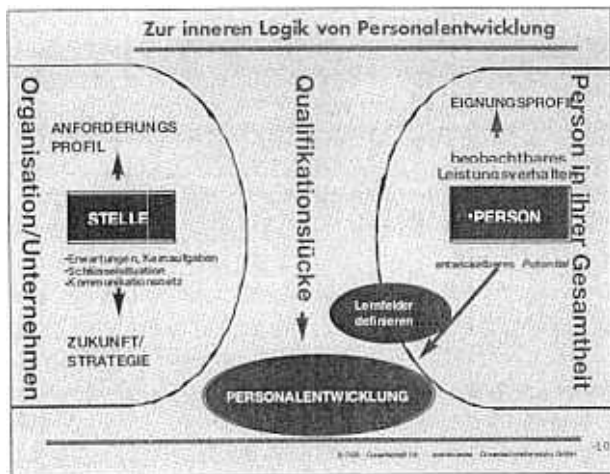 Zur inneren Logik von Personalentwicklung
Organisation/Unternehmen
ANFORDERUNGS
PROFIL
STELLE
•Erwartungen, Kernaufgaben
•Schlüsselsituation
•Kommunikationsnetz
ZUKUNFT/
STRATEGIE
Qualifikationslücke
Person in ihrer Gesamtheit
EIGNUNGSPROFIL
beobachtbares
Leistungsverhalten
•PERSON
entwickelbares Potential
Lernfelder
definieren
PERSONALENTWICKLUNG